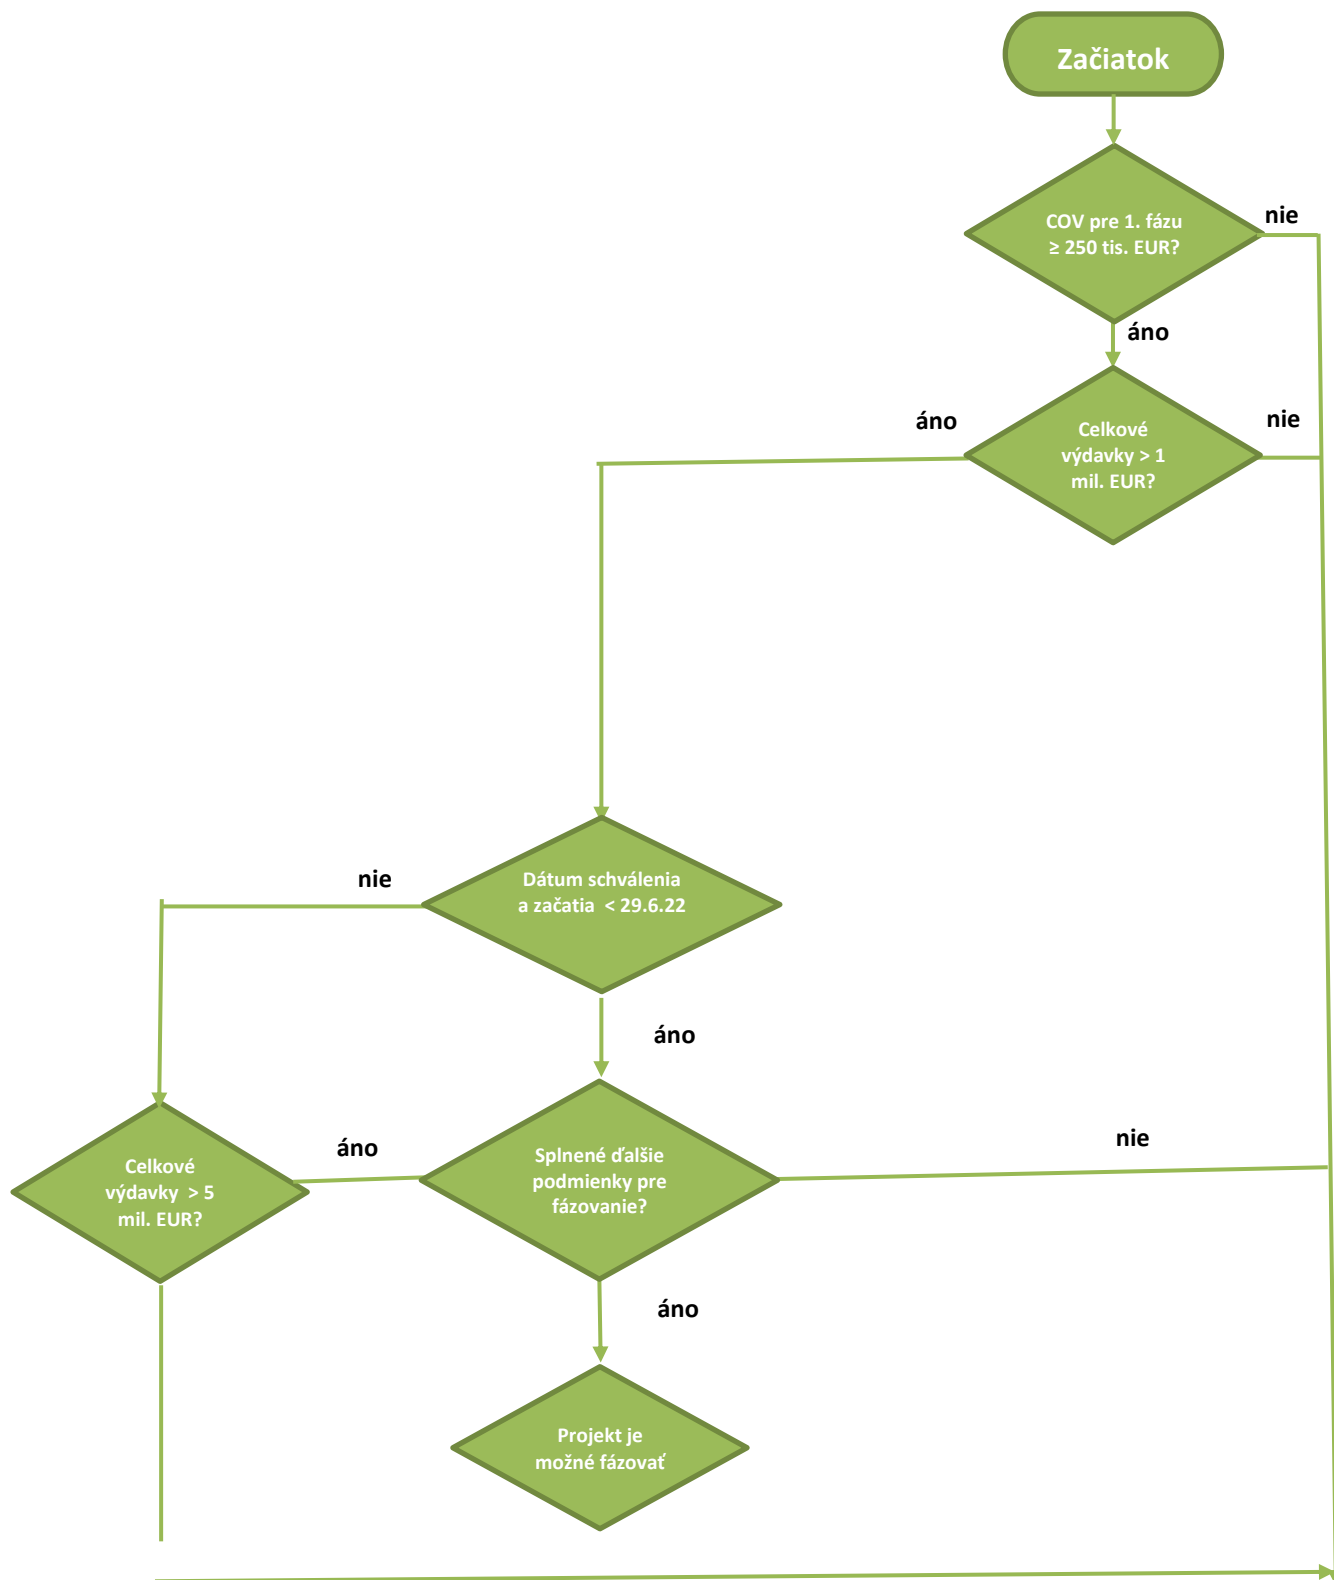 Začiatok
COV pre 1. fázu
≥ 250 tis. EUR?
nie
áno
áno
Celkové
výdavky > 1
mil. EUR?
nie
nie
Dátum schválenia
a začatia < 29.6.22
áno
Celkové
výdavky > 5
mil. EUR?
áno
Splnené ďalšie
podmienky pre
fázovanie?
nie
áno
Projekt je
možné fázovať